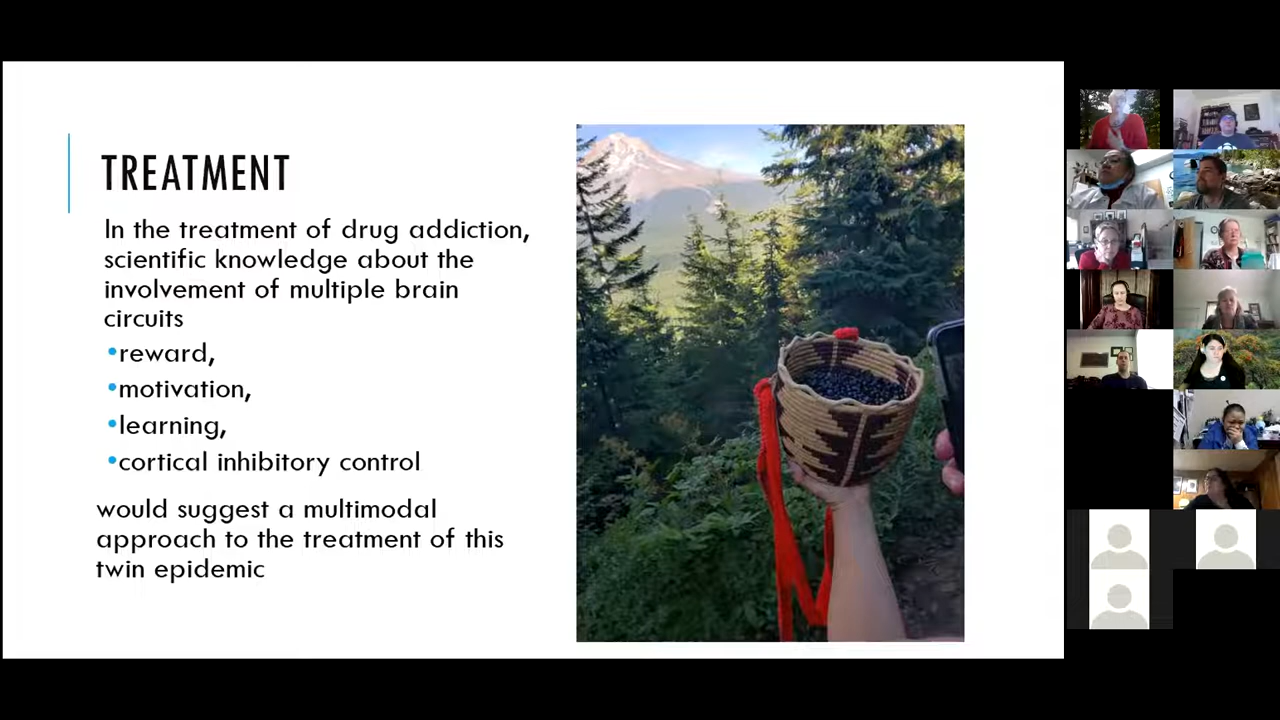 TREATMENT
In the treatment of drug addiction,
scientific knowledge about the
involvement of multiple brain
circuits
•reward,
•motivation,
•learning,
•cortical inhibitory control
would suggest a multimodal
approach to the treatment of this
twin epidemic